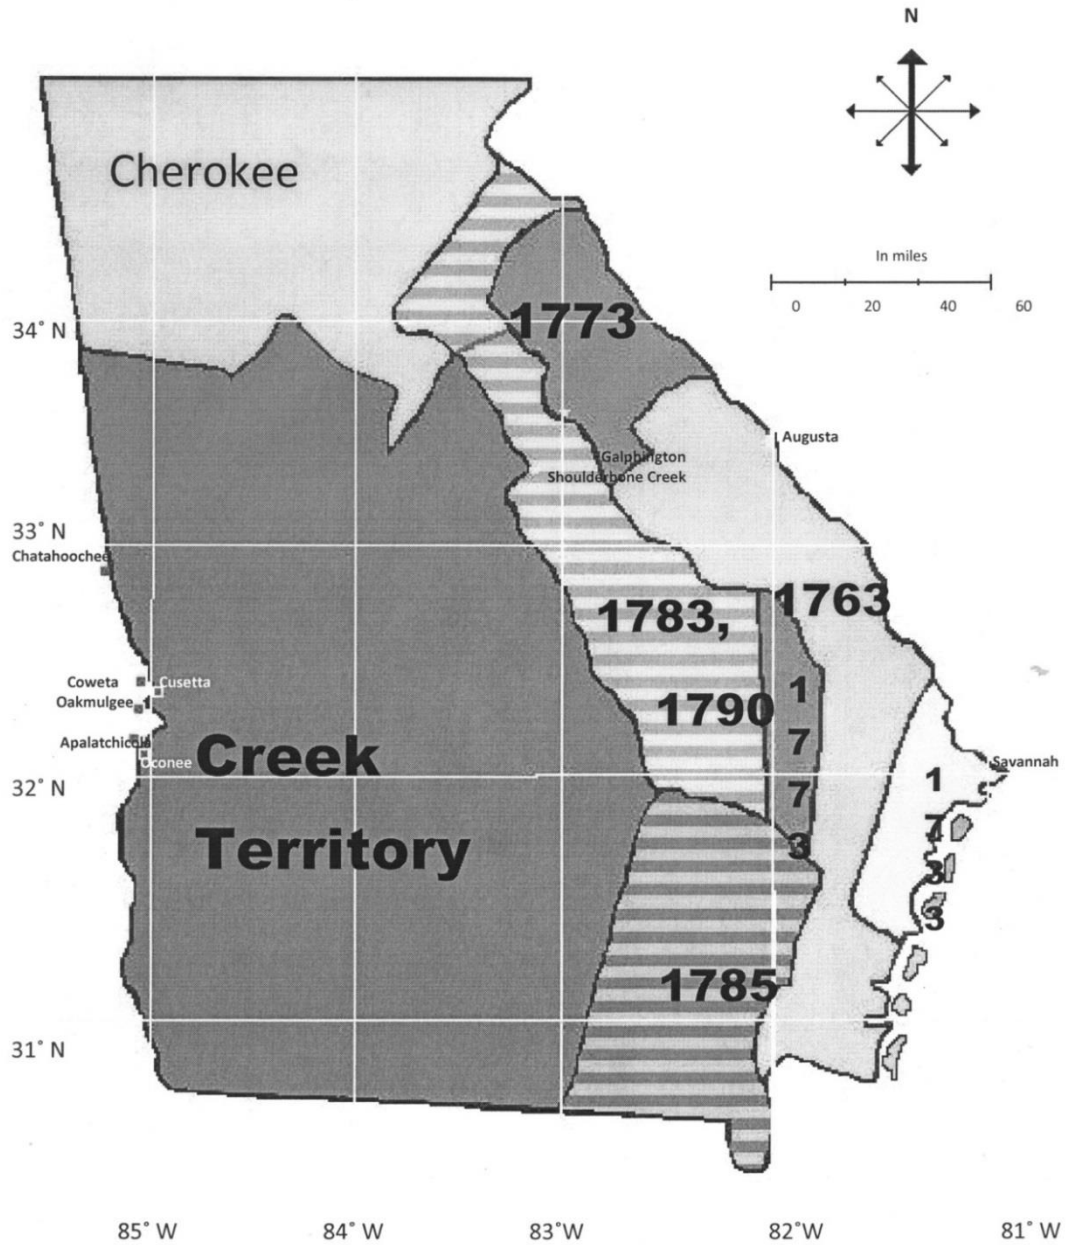 N
Cherokee
In miles
0 20 40 60
1773
34° N
Augusta
Galphington
Shoulderbone Creek
33° N
Chatahoochee
1763
1783,
Coweta
Cusetta
Oakmulgee
1
1790
1
7
7
3
Apalatchicola
Oconee
Creek
Territory
32° N
Savannah
1
7
3
3
1785
31° N
85° W 84° W 83° W 82° W 81° W